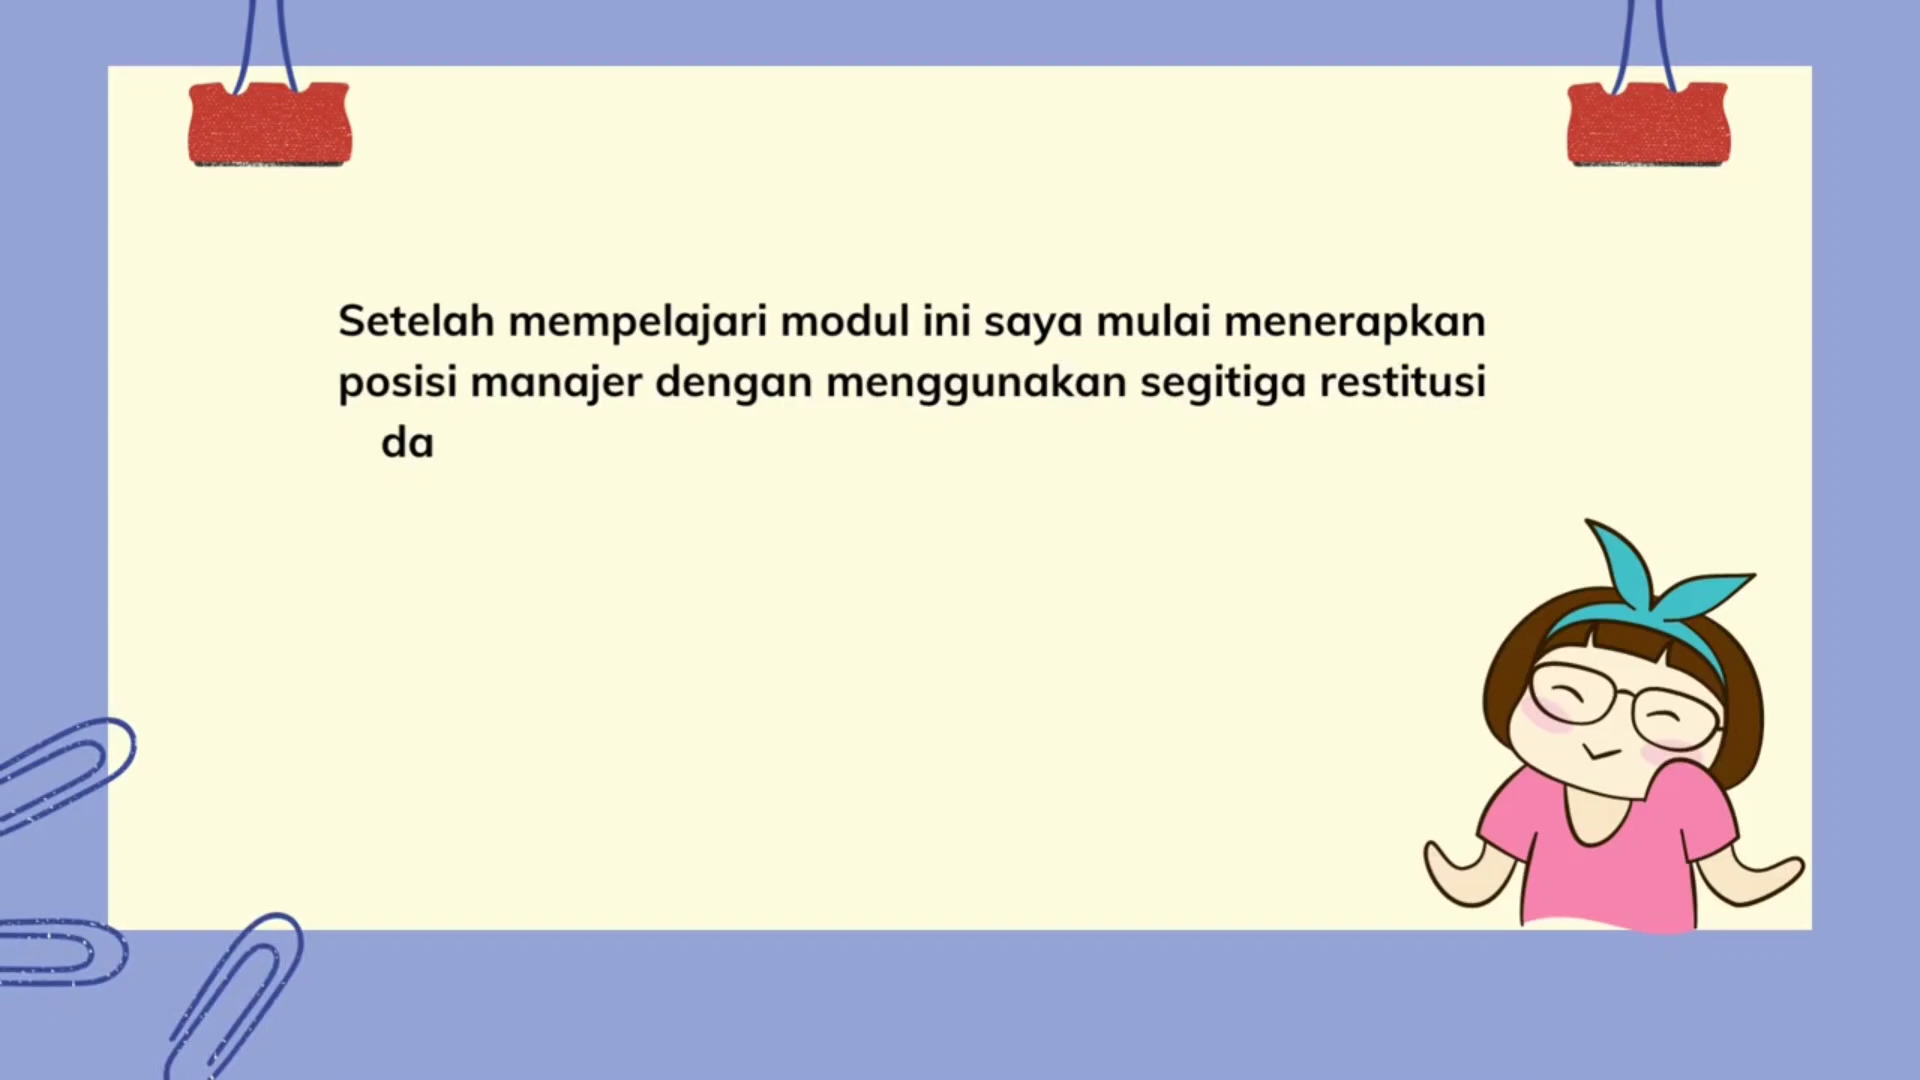 Setelah mempelajari modul ini saya mulai menerapkan
posisi manajer dengan menggunakan segitiga restitusi
da